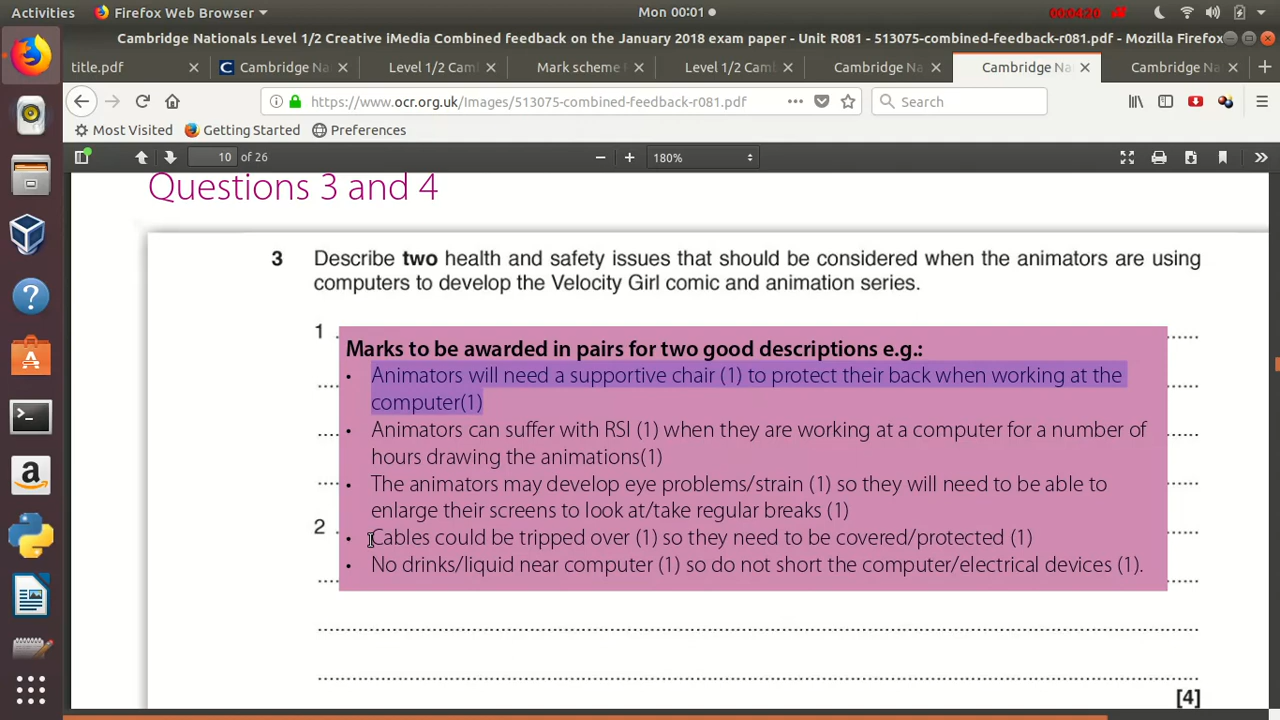 Activities Firefox Web Browser Mon 00:01 00:04:20
Cambridge Nationals Level 1/2 Creative iMedia Combined feedback on the January 2018 exam paper - Unit R081 - 513075-combined-feedback-r081.pdf - Mozilla Firefox
title.pdf Cambridge Na Level 1/2 Cam Mark scheme Level 1/2 Cam Cambridge Na Cambridge Na Cambridge Na
https://www.ocr.org.uk/Images/513075-combined-feedback-r081.pdf Search
Most Visited Getting Started Preferences
10 of 26 180%
Questions 3 and 4
3 Describe two health and safety issues that should be considered when the animators are using
computers to develop the Velocity Girl comic and animation series.
1
Marks to be awarded in pairs for two good descriptions e.g.:
• Animators will need a supportive chair (1) to protect their back when working at the
computer(1)
• Animators can suffer with RSI (1) when they are working at a computer for a number of
hours drawing the animations(1)
• The animators may develop eye problems/strain (1) so they will need to be able to
enlarge their screens to look at/take regular breaks (1)
2
• Cables could be tripped over (1) so they need to be covered/protected (1)
• No drinks/liquid near computer (1) so do not short the computer/electrical devices (1).
[4]